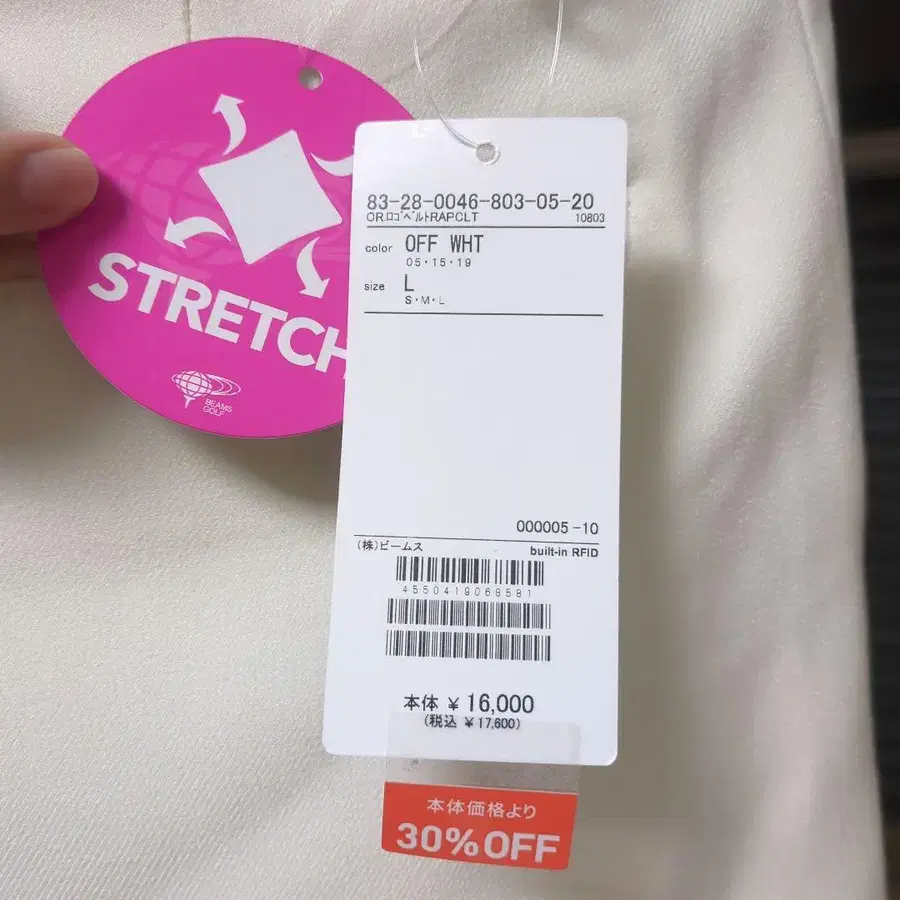 STRETCH
BEAMS
GOLF
83-28-0046-803-05-20
OR.ﾛｺﾞﾍﾞﾙﾄRAPCLT 10803
color OFF WHT
05・15・19
size L
S・M・L
000005-10
(株)ビームス built-in RFID
4550419068581
本体 ¥16,000
(税込 ¥17,600)
本体価格より
30%OFF